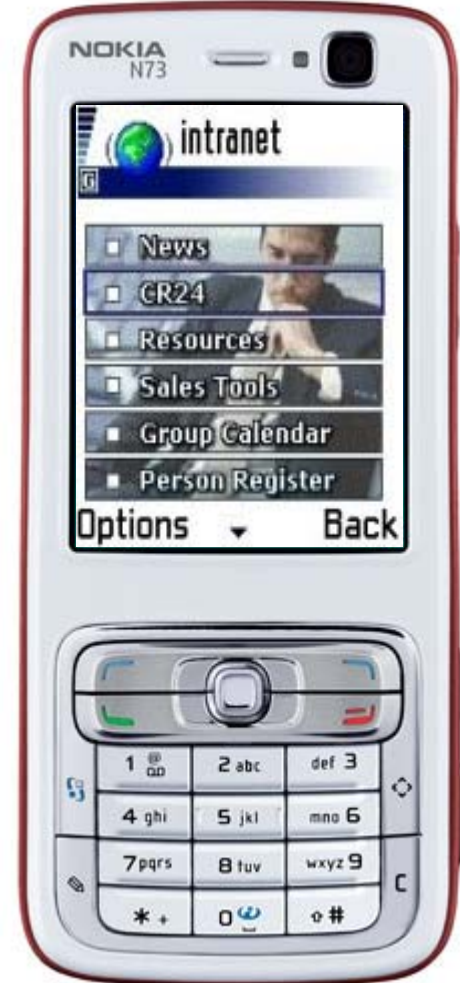 NOKIA
N73
intranet
G
News
CR24
Resources
Sales Tools
Group Calendar
Person Register
Options Back
1 @ 2 abc def 3
4 ghi 5 jkl mno 6
7pqrs 8 tuv wxyz 9
* + 0 #
C